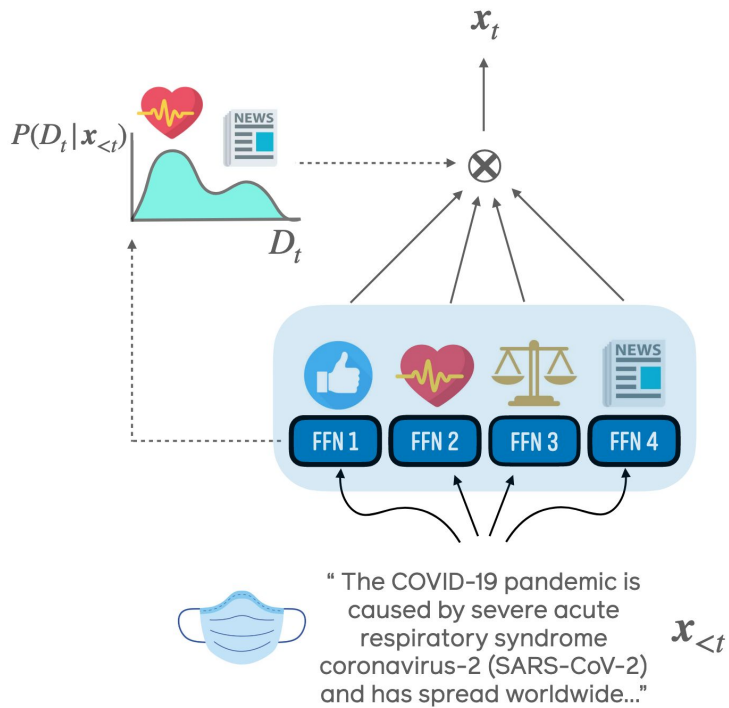 x_t
P(D_t | x_{<t})
NEWS
D_t
NEWS
FFN 1 FFN 2 FFN 3 FFN 4
“ The COVID-19 pandemic is
caused by severe acute
respiratory syndrome
coronavirus-2 (SARS-CoV-2)
and has spread worldwide...”
x_{<t}